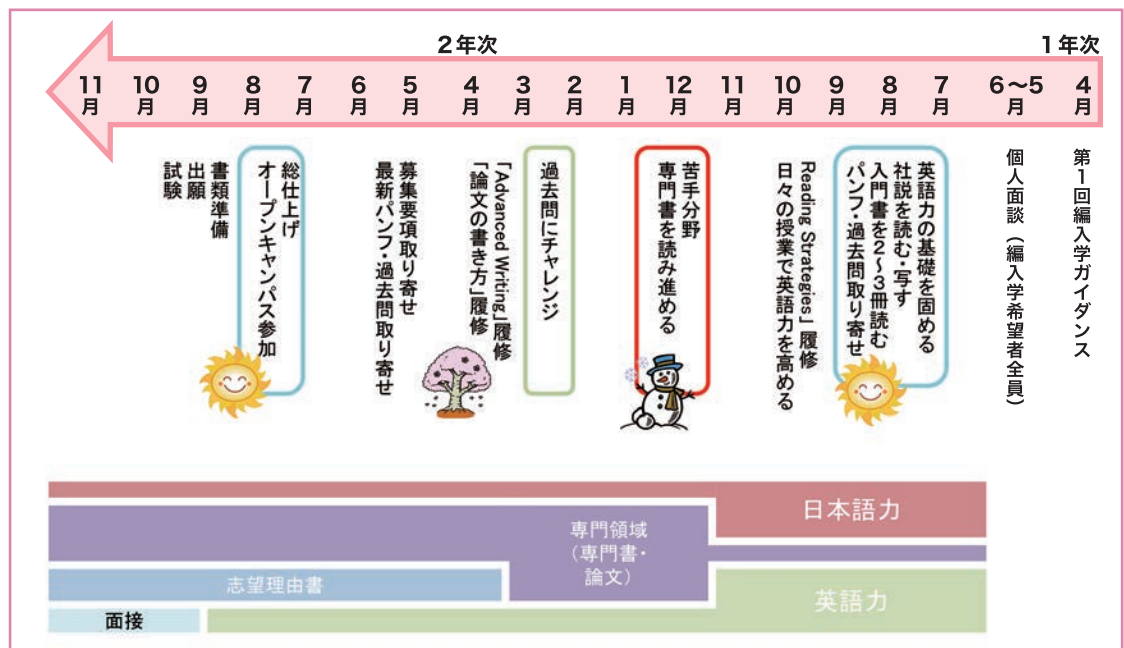 1年次
2年次
4月
6〜5月
7月
8月
9月
10月
11月
12月
1月
2月
3月
4月
5月
6月
7月
8月
9月
10月
11月
第1回編入学ガイダンス
個人面談(編入学希望者全員)
英語力の基礎を固める
社説を読む・写す
入門書を2〜3冊読む
パンフ・過去問取り寄せ
Reading Strategies」履修
日々の授業で英語力を高める
苦手分野
専門書を読み進める
過去問にチャレンジ
「Advanced Writing」履修
「論文の書き方」履修
募集要項取り寄せ
最新パンフ・過去問取り寄せ
総仕上げ
オープンキャンパス参加
書類準備
出願
試験
日本語力
専門領域
(専門書・
論文)
志望理由書
英語力
面接